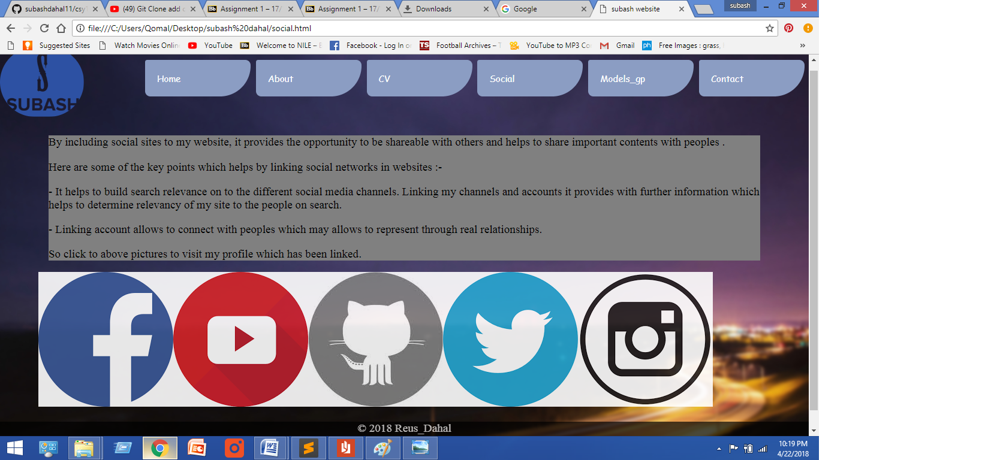 subashdahal11/csy
(49) Git Clone add
Assignment 1 – 17/
Assignment 1 – 17/
Downloads
Google
subash website
subash
file:///C:/Users/Qomal/Desktop/subash%20dahal/social.html
Suggested Sites
Watch Movies Onlin
YouTube
Welcome to NILE –
Facebook - Log In o
Football Archives –
YouTube to MP3 Co
Gmail
Free Images : grass,
»
SUBASH
Home
About
CV
Social
Models_gp
Contact
By including social sites to my website, it provides the opportunity to be shareable with others and helps to share important contents with peoples .
Here are some of the key points which helps by linking social networks in websites :-
- It helps to build search relevance on to the different social media channels. Linking my channels and accounts it provides with further information which
helps to determine relevancy of my site to the people on search.
- Linking account allows to connect with peoples which may allows to represent through real relationships.
So click to above pictures to visit my profile which has been linked.
© 2018 Reus_Dahal
10:19 PM
4/22/2018